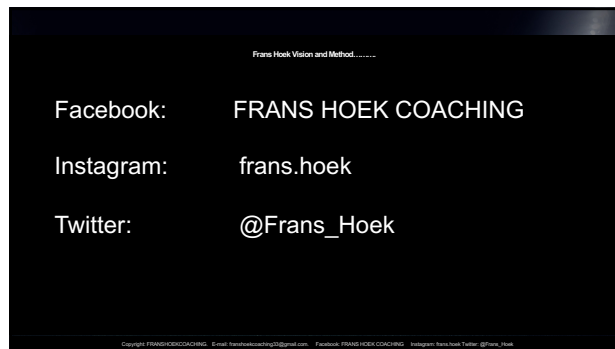 Frans Hoek Vision and Method..........
Facebook: FRANS HOEK COACHING
Instagram: frans.hoek
Twitter: @Frans_Hoek
Copyright: FRANSHOEKCOACHING. E-mail: franshoekcoaching33@gmail.com Facebook: FRANS HOEK COACHING Instagram: frans.hoek Twitter: @Frans_Hoek